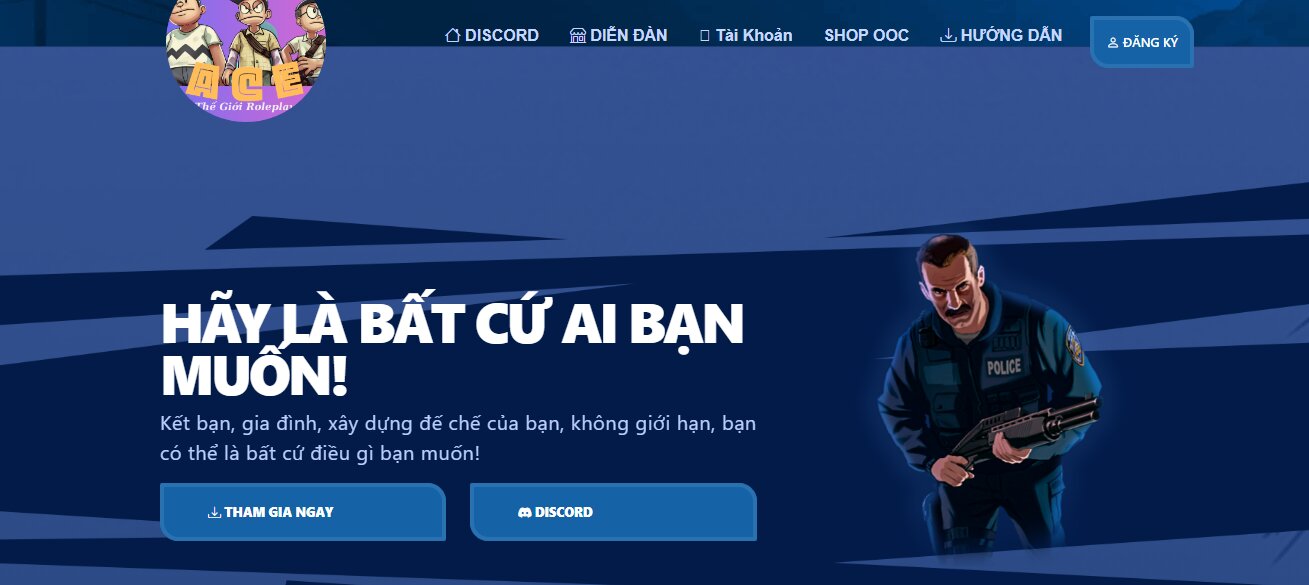 DISCORD
DIỄN ĐÀN
Tài Khoản
SHOP OOC
HƯỚNG DẪN
ĐĂNG KÝ
ACE
Thế Giới Roleplay
HÃY LÀ BẤT CỨ AI BẠN
MUỐN!
Kết bạn, gia đình, xây dựng đế chế của bạn, không giới hạn, bạn
có thể là bất cứ điều gì bạn muốn!
THAM GIA NGAY
DISCORD
POLICE